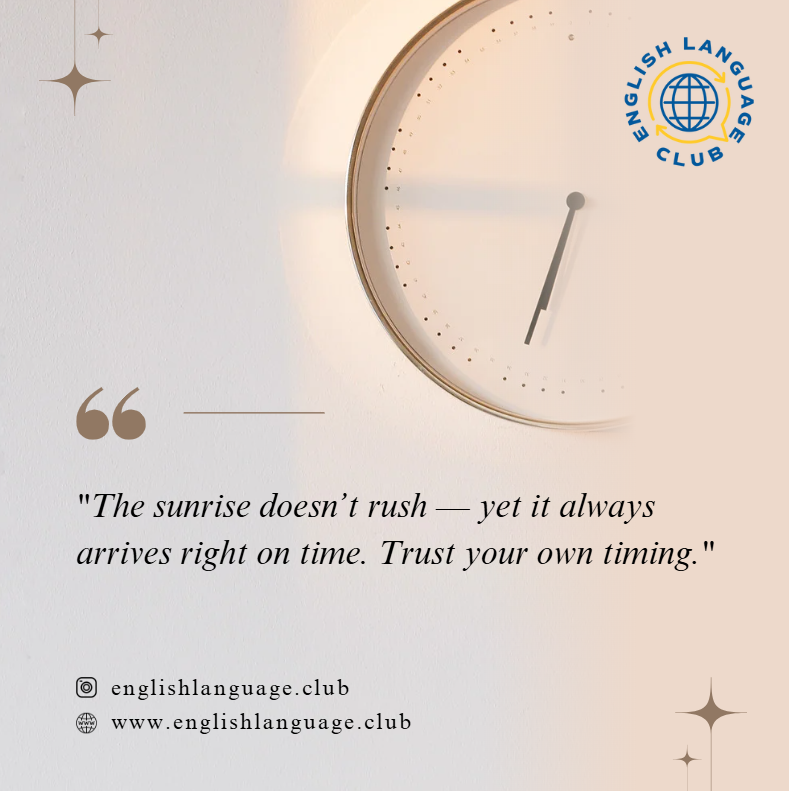 ENGLISH LANGUAGE
CLUB
"The sunrise doesn’t rush — yet it always
arrives right on time. Trust your own timing."
englishlanguage.club
www.englishlanguage.club